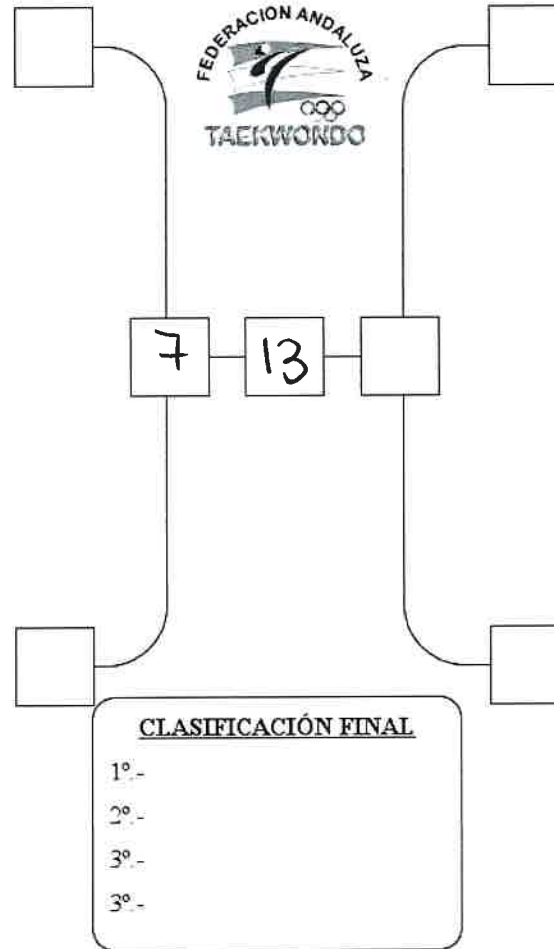 FEDERACION ANDALUZA
TAEKWONDO
7 13
CLASIFICACIÓN FINAL
1º.-
2º.-
3º.-
3º.-